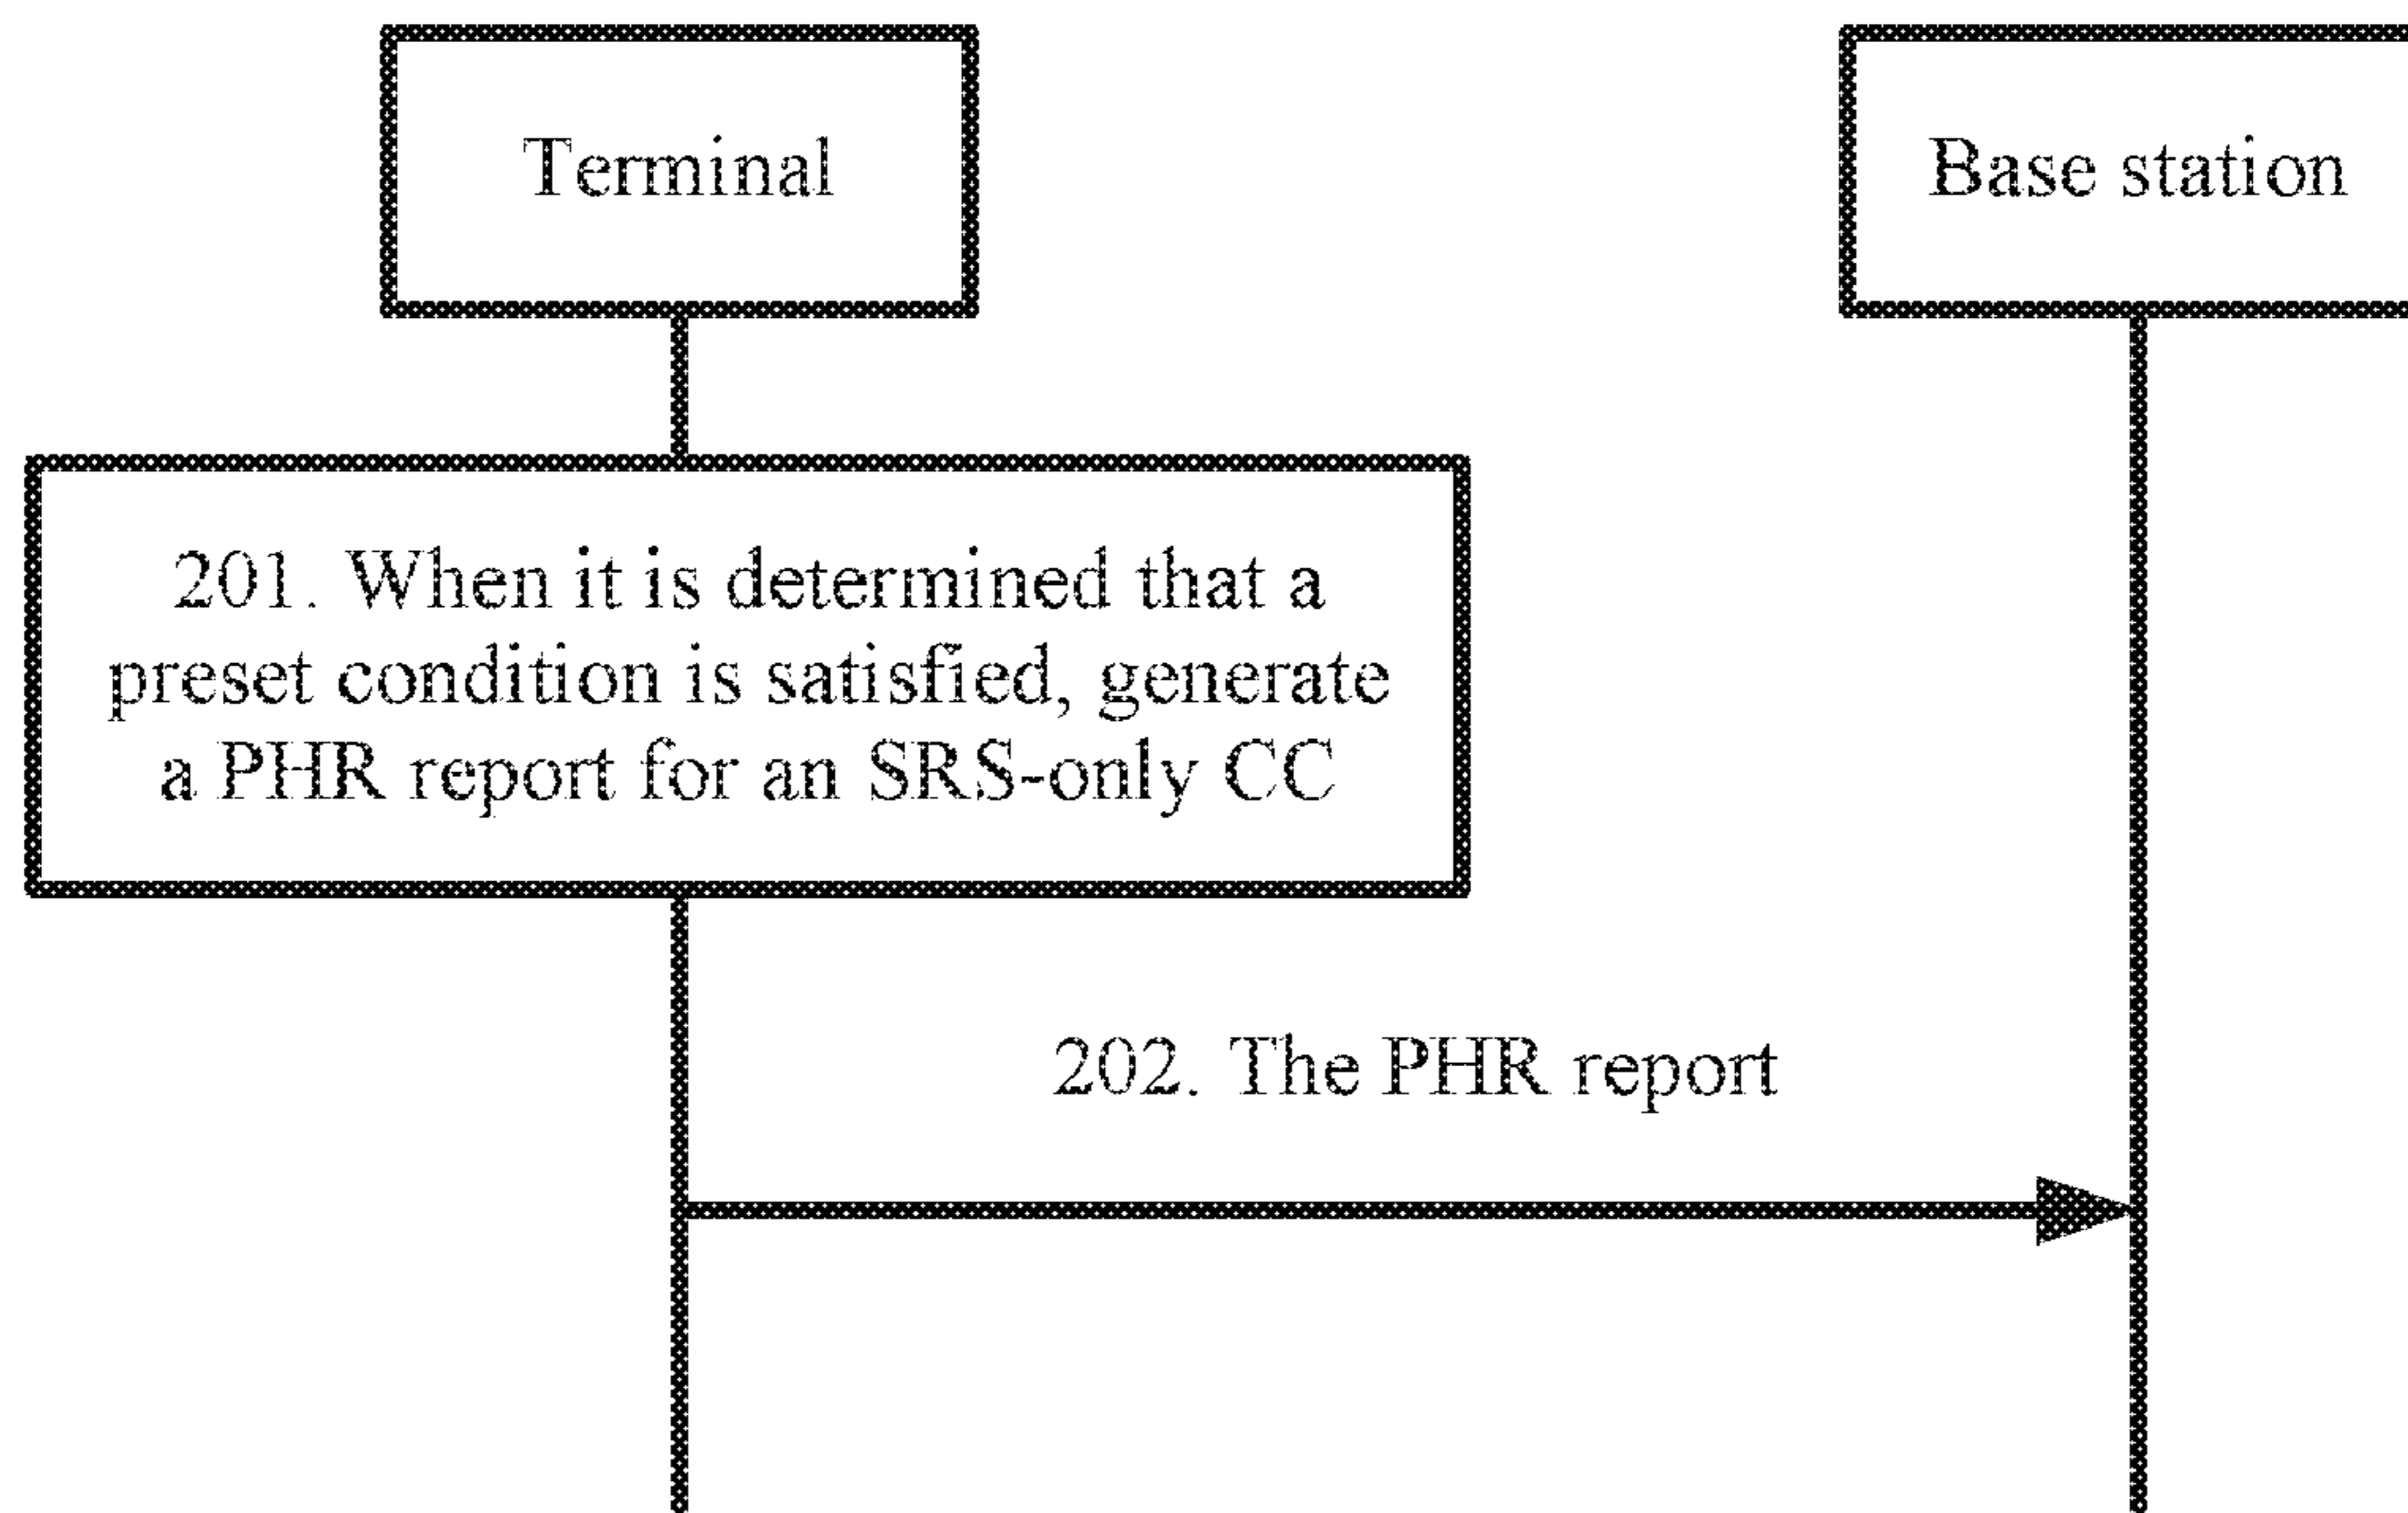 Terminal
Base station
201. When it is determined that a
preset condition is satisfied, generate
a PHR report for an SRS-only CC
202. The PHR report